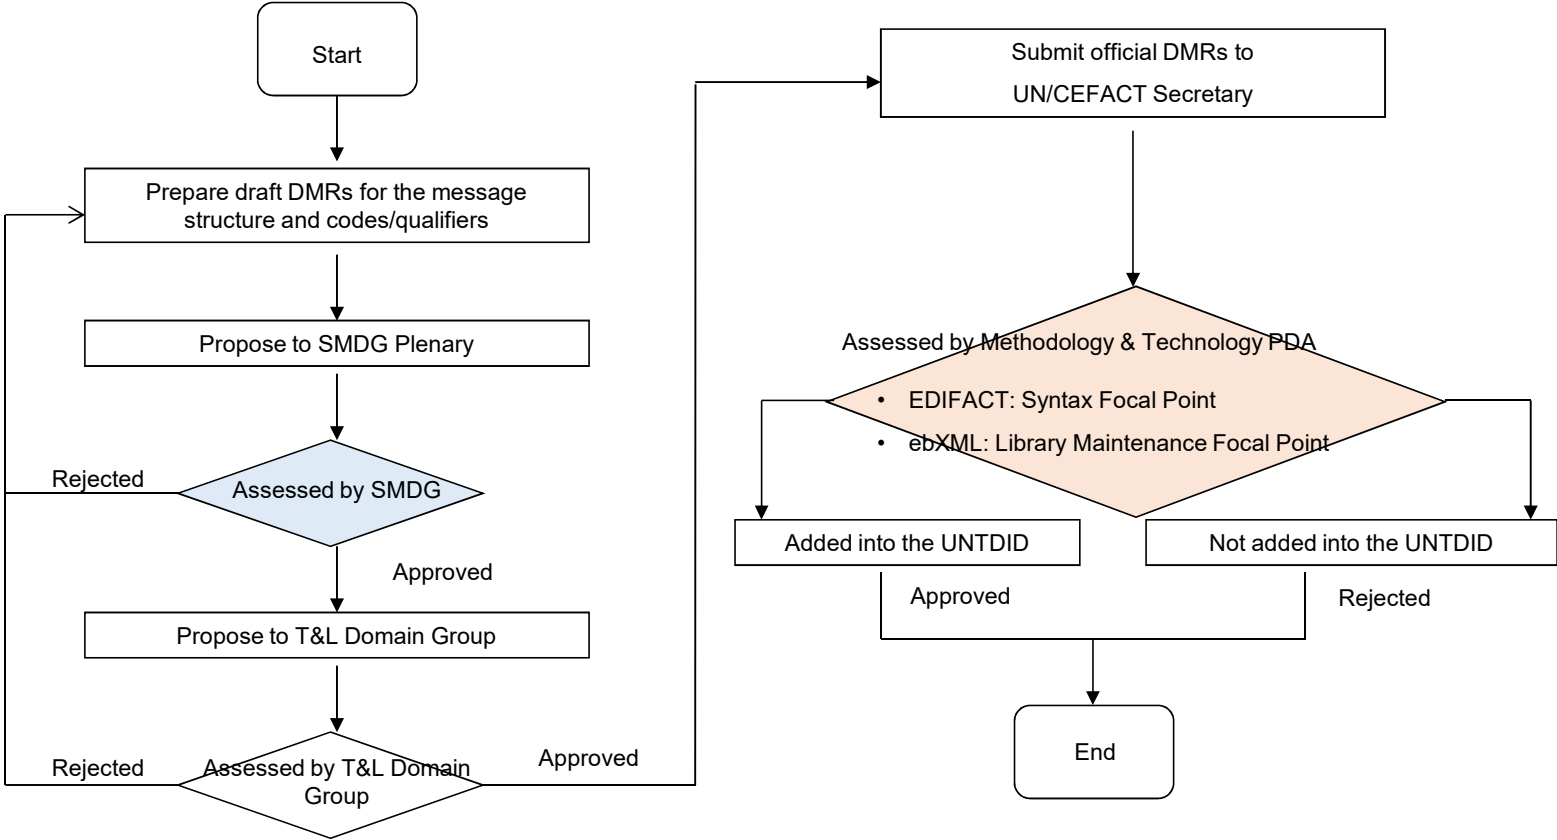 Start
Prepare draft DMRs for the message
structure and codes/qualifiers
Propose to SMDG Plenary
Assessed by SMDG
Rejected
Approved
Propose to T&L Domain Group
Assessed by T&L Domain
Group
Rejected
Approved
Submit official DMRs to
UN/CEFACT Secretary
Assessed by Methodology & Technology PDA
• EDIFACT: Syntax Focal Point
• ebXML: Library Maintenance Focal Point
Added into the UNTDID
Not added into the UNTDID
Approved
Rejected
End